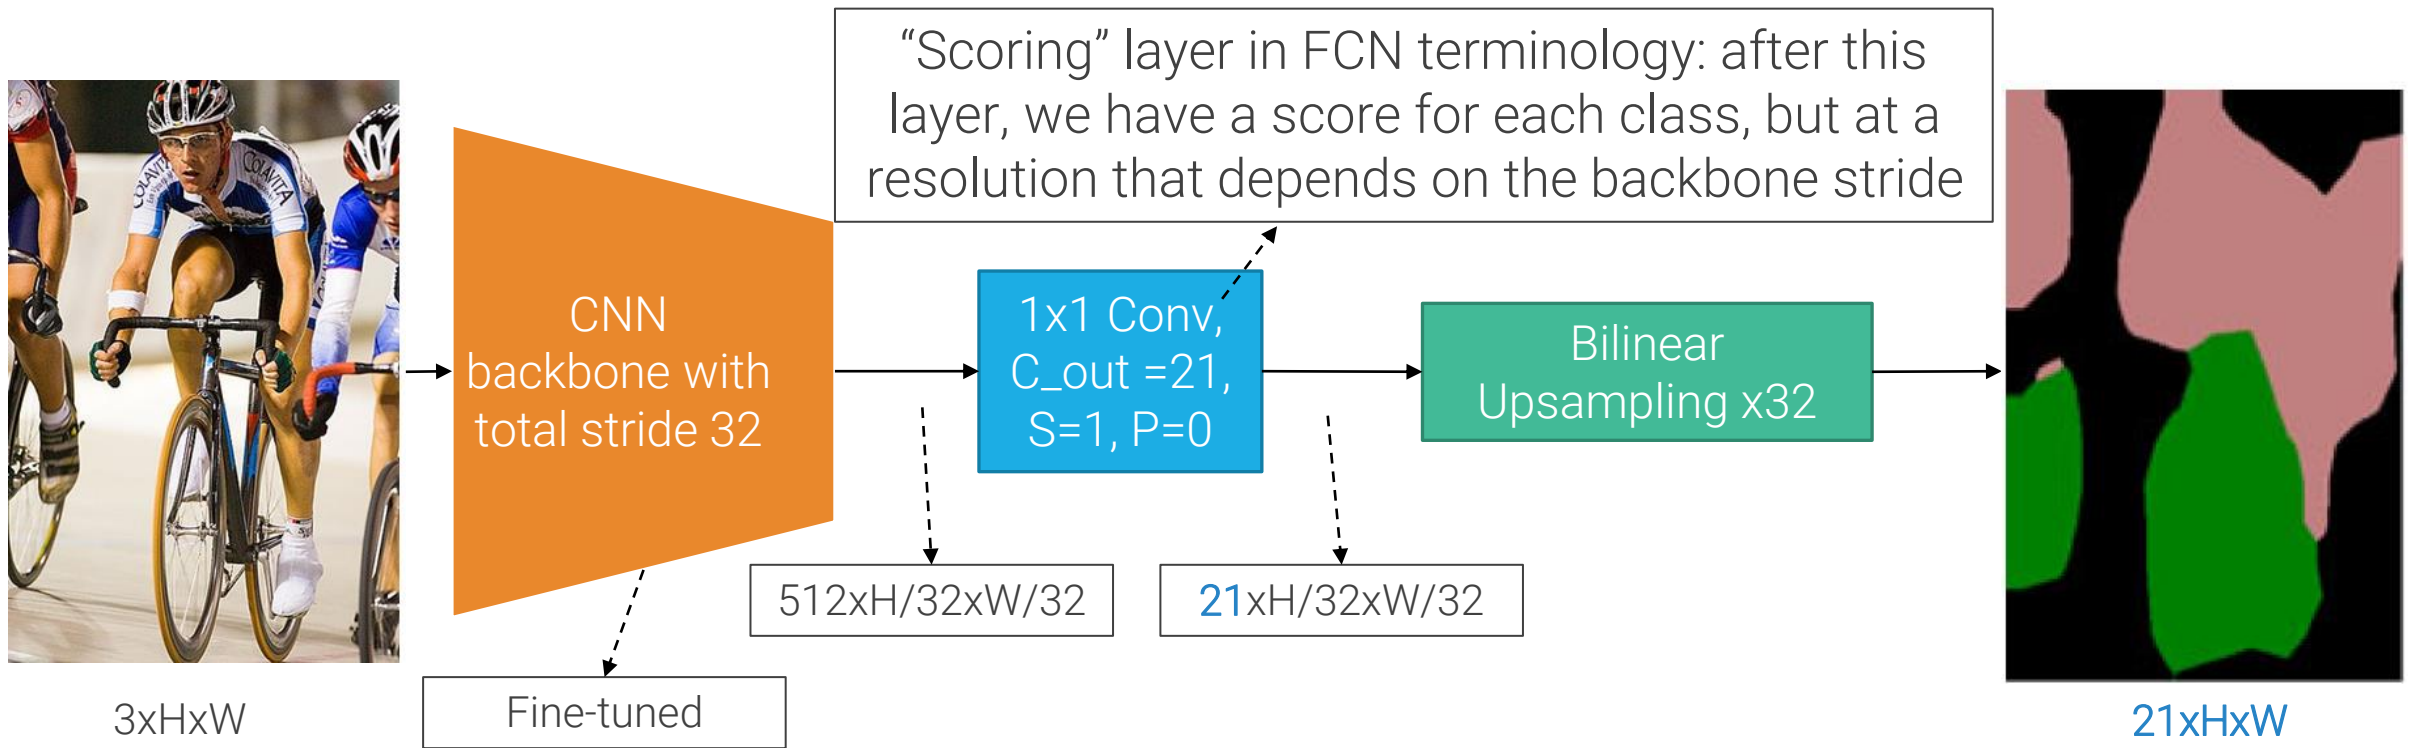 “Scoring” layer in FCN terminology: after this
layer, we have a score for each class, but at a
resolution that depends on the backbone stride
COLAVITA
COLAVITA
CNN
backbone with
total stride 32
1x1 Conv,
C_out =21,
S=1, P=0
Bilinear
Upsampling x32
512xH/32xW/32
21xH/32xW/32
Fine-tuned
3xHxW
21xHxW